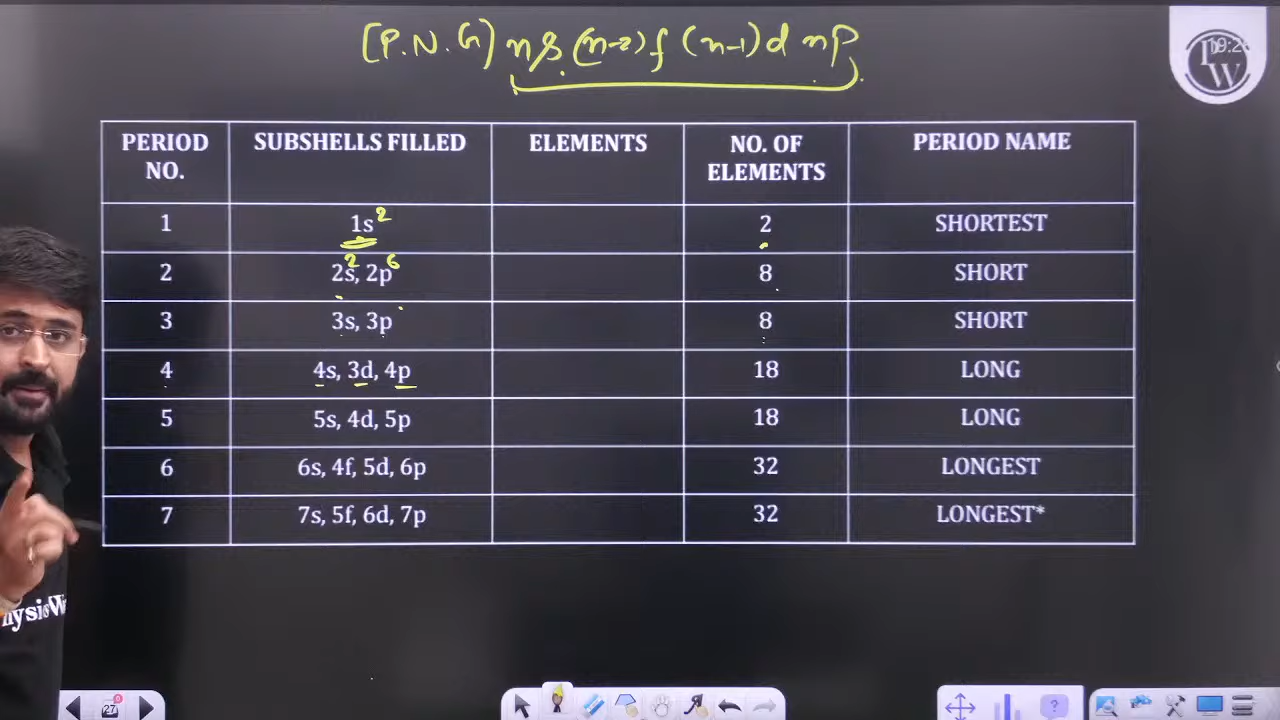 [P.N.G) ns (n-2)f (n-1)d np
PERIOD NO. SUBSHELLS FILLED ELEMENTS NO. OF ELEMENTS PERIOD NAME
1 1s² 2 SHORTEST
2 2s², 2p⁶ 8 SHORT
3 3s, 3p 8 SHORT
4 4s, 3d, 4p 18 LONG
5 5s, 4d, 5p 18 LONG
6 6s, 4f, 5d, 6p 32 LONGEST
7 7s, 5f, 6d, 7p 32 LONGEST*
27